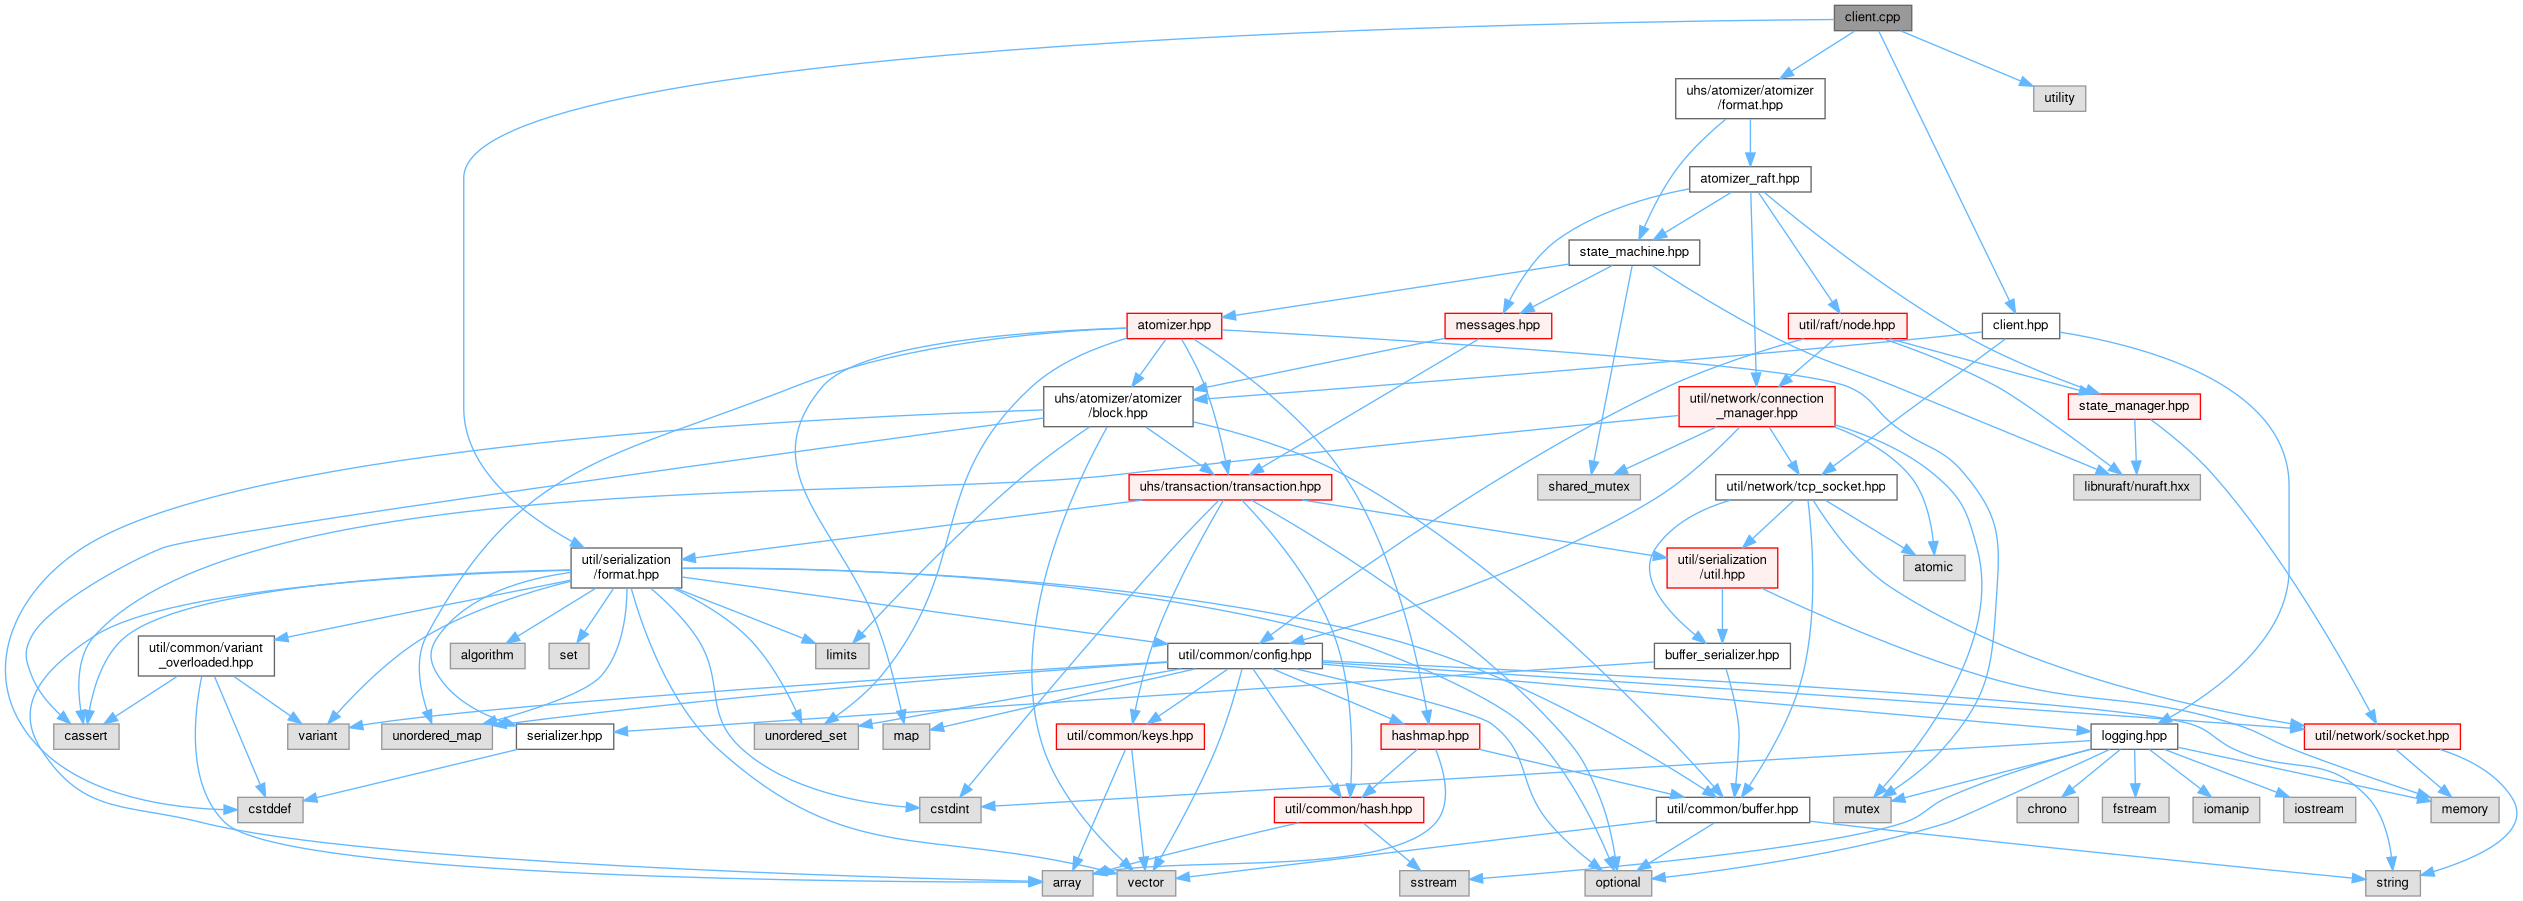 client.cpp
uhs/atomizer/atomizer
/format.hpp
utility
atomizer_raft.hpp
state_machine.hpp
atomizer.hpp
messages.hpp
util/raft/node.hpp
client.hpp
uhs/atomizer/atomizer
/block.hpp
util/network/connection
_manager.hpp
state_manager.hpp
uhs/transaction/transaction.hpp
shared_mutex
util/network/tcp_socket.hpp
libnuraft/nuraft.hxx
util/serialization
/format.hpp
util/serialization
/util.hpp
atomic
util/common/variant
_overloaded.hpp
algorithm
set
limits
util/common/config.hpp
buffer_serializer.hpp
cassert
variant
unordered_map
serializer.hpp
unordered_set
map
util/common/keys.hpp
hashmap.hpp
logging.hpp
util/network/socket.hpp
cstddef
cstdint
util/common/hash.hpp
util/common/buffer.hpp
mutex
chrono
fstream
iomanip
iostream
memory
array
vector
sstream
optional
string